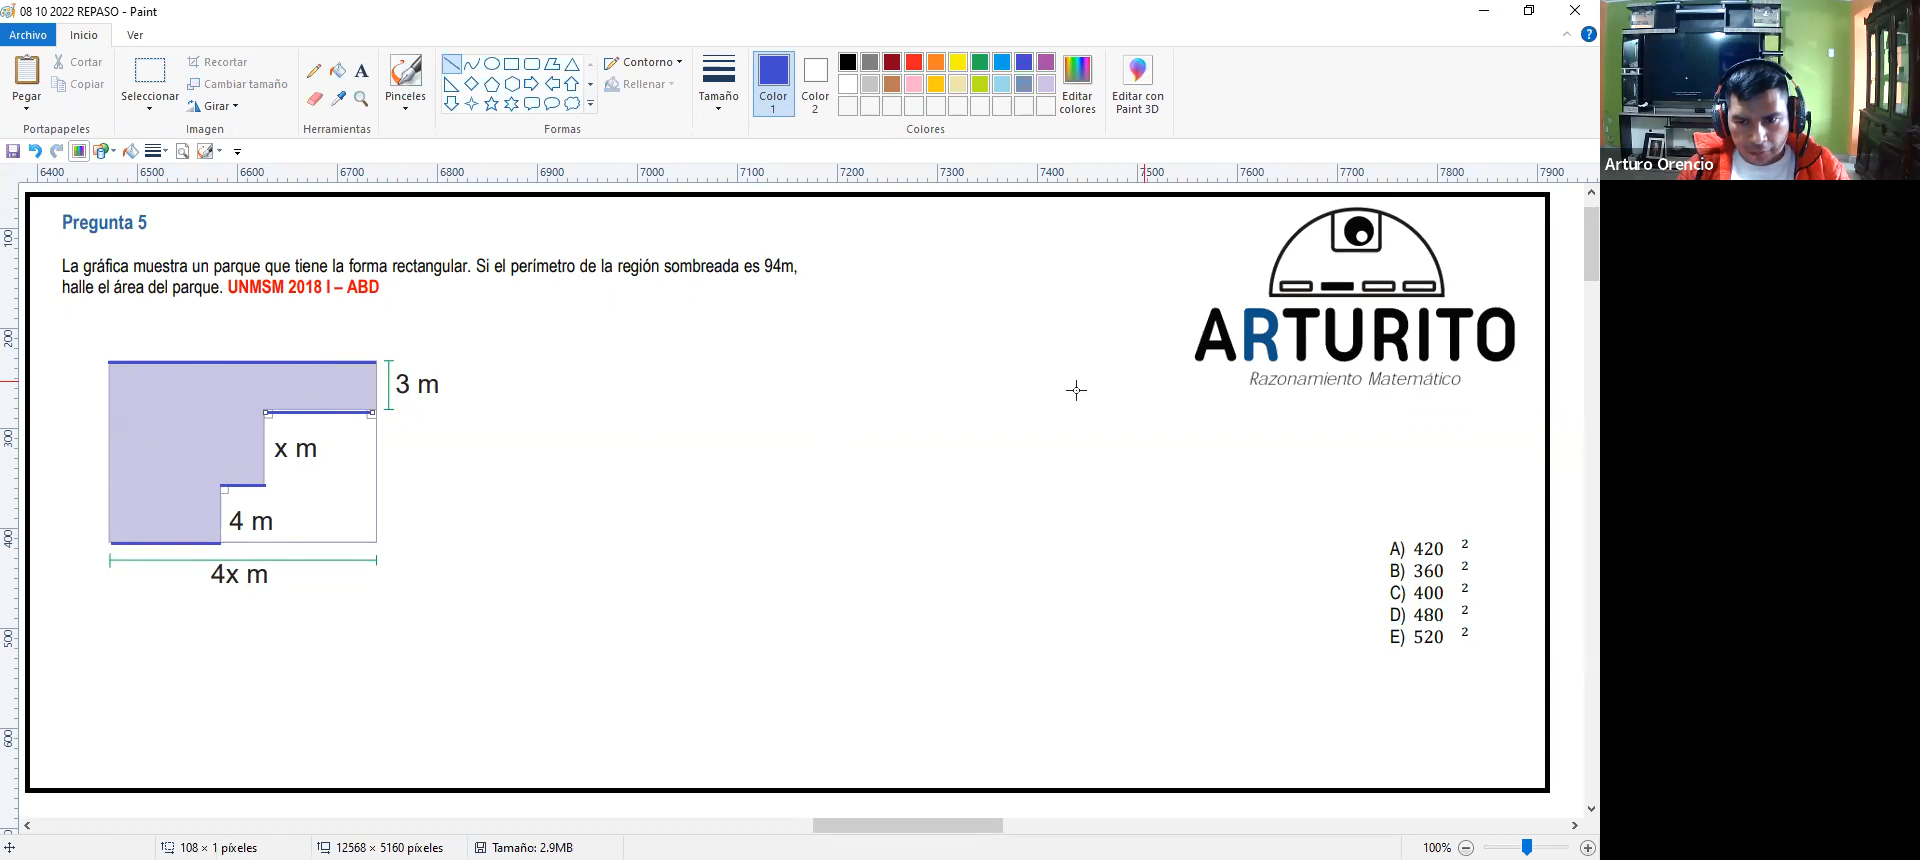 08 10 2022 REPASO - Paint
Archivo Inicio Ver
Pegar
Cortar
Copiar
Portapapeles
Seleccionar
Recortar
Cambiar tamaño
Girar
Imagen
Herramientas
Pinceles
Contorno
Rellenar
Formas
Tamaño
Color 1
Color 2
Editar colores
Colores
Editar con Paint 3D
Arturo Orencio
6400 6500 6600 6700 6800 6900 7000 7100 7200 7300 7400 7500 7600 7700 7800 7900
100
200
300
400
500
600
Pregunta 5
La gráfica muestra un parque que tiene la forma rectangular. Si el perímetro de la región sombreada es 94m,
halle el área del parque. UNMSM 2018 I – ABD
ARTURITO
Razonamiento Matemático
3 m
x m
4 m
4x m
A) 420 2
B) 360 2
C) 400 2
D) 480 2
E) 520 2
108 × 1 píxeles
12568 × 5160 píxeles
Tamaño: 2.9MB
100%